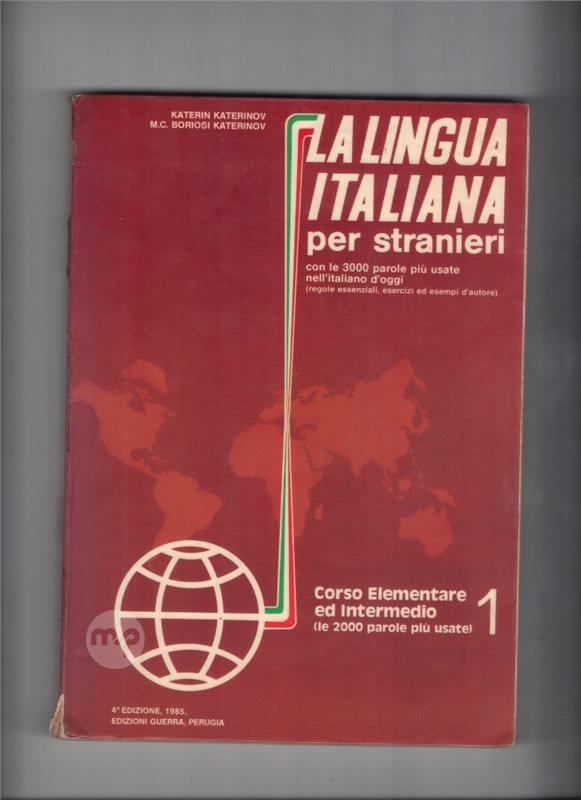 KATERIN KATERINOV
M.C. BORIOSI KATERINOV
LA LINGUA
ITALIANA
per stranieri
con le 3000 parole più usate
nell'italiano d'oggi
(regole essenziali, esercizi ed esempi d'autore)
Corso Elementare
ed Intermedio
(le 2000 parole più usate)
1
4ª EDIZIONE, 1985,
EDIZIONI GUERRA, PERUGIA